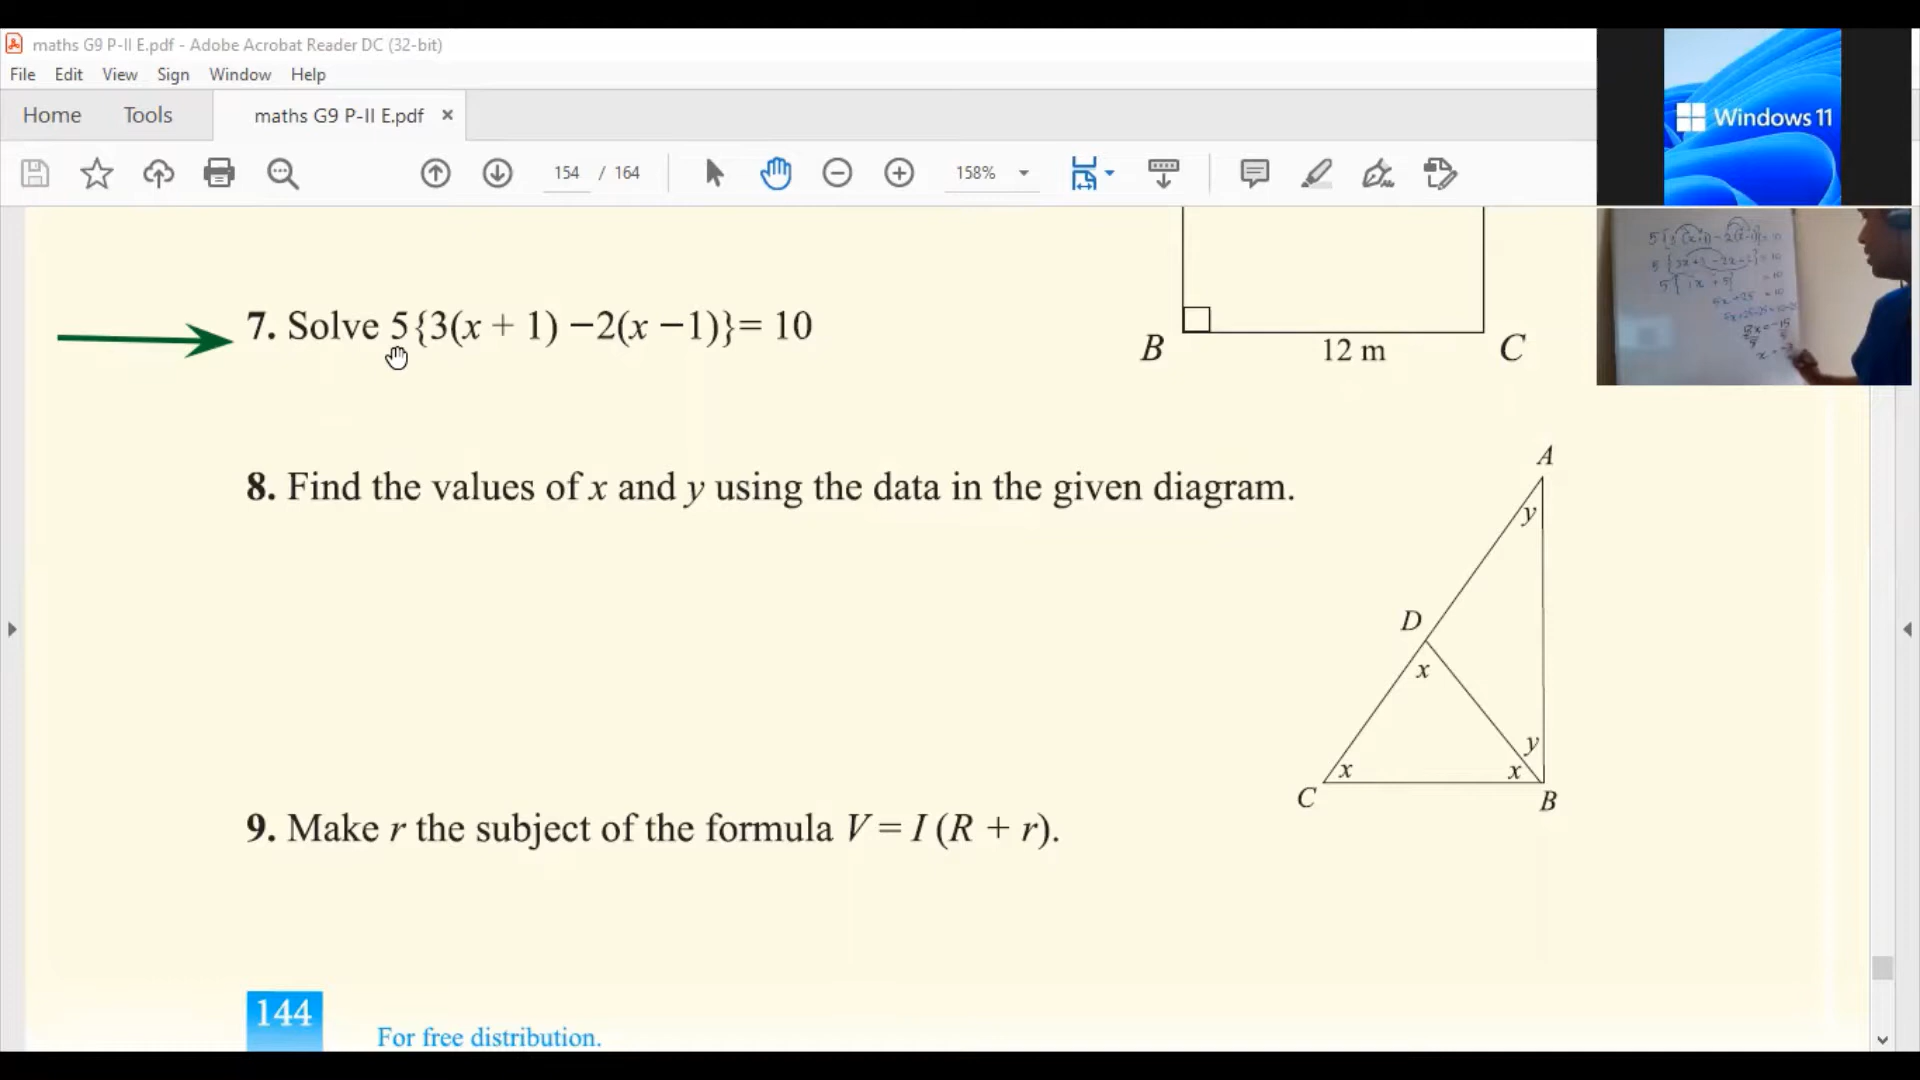 maths G9 P-II E.pdf - Adobe Acrobat Reader DC (32-bit)
File Edit View Sign Window Help
Home Tools maths G9 P-II E.pdf ×
154 / 164 158%
Windows 11
B 12 m C
7. Solve 5{3(x + 1) −2(x −1)}= 10
8. Find the values of x and y using the data in the given diagram.
A
y
D
x
y
x x
C B
9. Make r the subject of the formula V = I (R + r).
144
For free distribution.